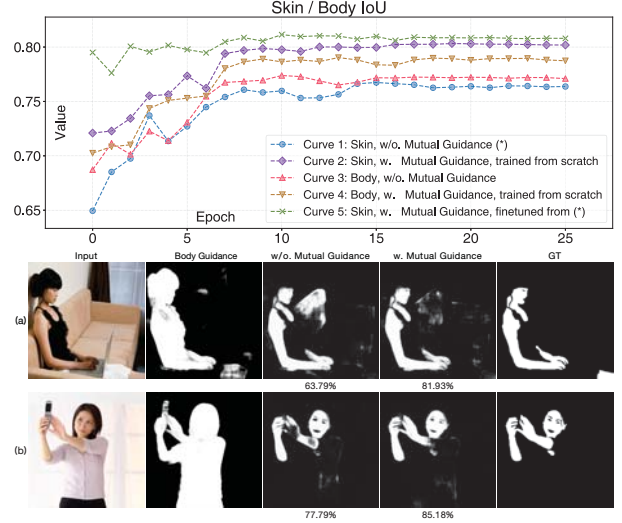 Skin / Body IoU
0.80
0.75
0.70
0.65
Value
Curve 1: Skin, w/o. Mutual Guidance (*)
Curve 2: Skin, w. Mutual Guidance, trained from scratch
Curve 3: Body, w/o. Mutual Guidance
Curve 4: Body, w. Mutual Guidance, trained from scratch
Curve 5: Skin, w. Mutual Guidance, finetuned from (*)
Epoch
0 5 10 15 20 25
Input Body Guidance w/o. Mutual Guidance w. Mutual Guidance GT
(a)
63.79% 81.93%
(b)
77.79% 85.18%